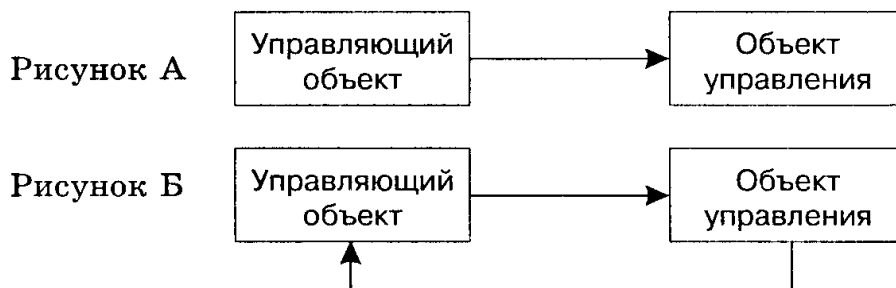 Рисунок А
Управляющий
объект
Объект
управления
Рисунок Б
Управляющий
объект
Объект
управления